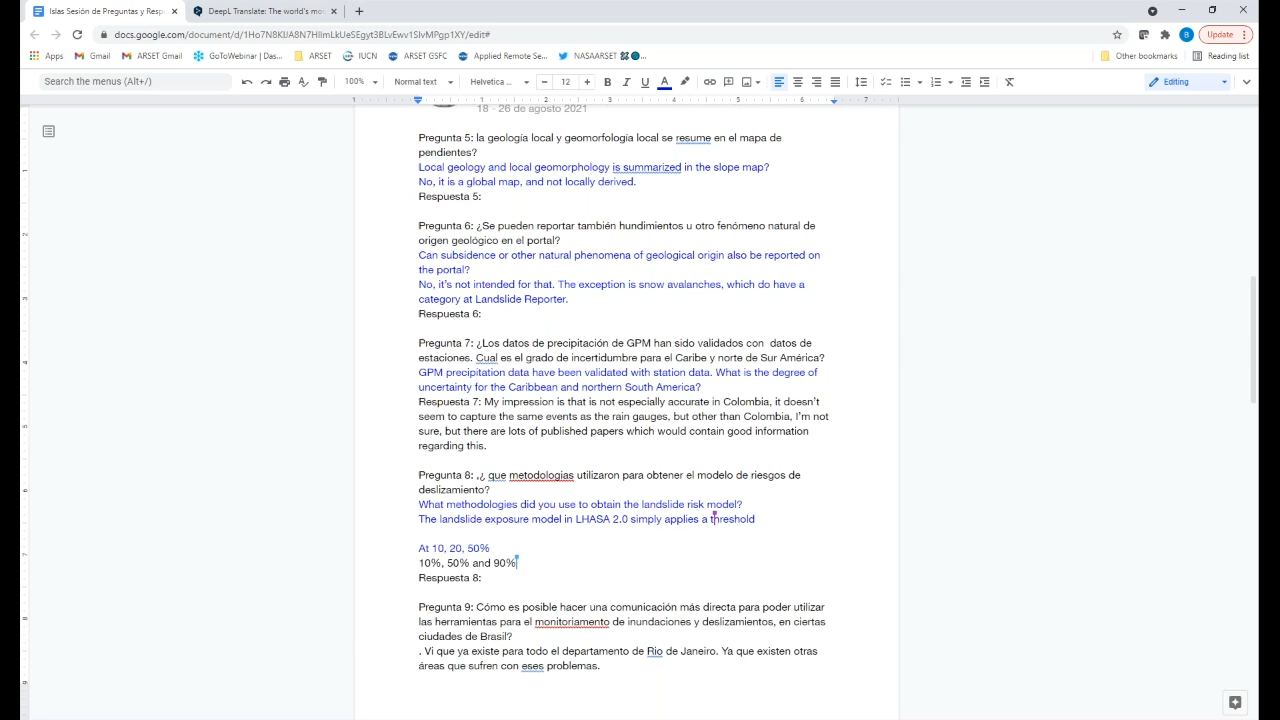 Islas Sesión de Preguntas y Resp
DeepL Translate: The world's mo
docs.google.com/document/d/1Ho7N8KIJA8N7HIlmLkUeSEgyt3BLvEwv1SlvMPgp1XY/edit#
B
Update
Apps
Gmail
ARSET Gmail
GoToWebinar | ARSET...
ARSET
IUCN
ARSET GSFC
Applied Remote Se...
NASAARSET
Other bookmarks
Reading list
Search the menus (Alt+/)
100%
Normal text
Helvetica ...
12
B I U A
Editing
1 1 2 3 4 5 6 7
18 - 26 de agosto 2021
Pregunta 5: la geología local y geomorfología local se resume en el mapa de
pendientes?
Local geology and local geomorphology is summarized in the slope map?
No, it is a global map, and not locally derived.
Respuesta 5:
Pregunta 6: ¿Se pueden reportar también hundimientos u otro fenómeno natural de
origen geológico en el portal?
Can subsidence or other natural phenomena of geological origin also be reported on
the portal?
No, it's not intended for that. The exception is snow avalanches, which do have a
category at Landslide Reporter.
Respuesta 6:
Pregunta 7: ¿Los datos de precipitación de GPM han sido validados con  datos de
estaciones. Cual es el grado de incertidumbre para el Caribe y norte de Sur América?
GPM precipitation data have been validated with station data. What is the degree of
uncertainty for the Caribbean and northern South America?
Respuesta 7: My impression is that is not especially accurate in Colombia, it doesn't
seem to capture the same events as the rain gauges, but other than Colombia, I'm not
sure, but there are lots of published papers which would contain good information
regarding this.
Pregunta 8: ,¿ que metodologias utilizaron para obtener el modelo de riesgos de
deslizamiento?
What methodologies did you use to obtain the landslide risk model?
The landslide exposure model in LHASA 2.0 simply applies a threshold
At 10, 20, 50%
10%, 50% and 90%
Respuesta 8:
Pregunta 9: Cómo es posible hacer una comunicación más directa para poder utilizar
las herramientas para el monitoriamento de inundaciones y deslizamientos, en ciertas
ciudades de Brasil?
. Vi que ya existe para todo el departamento de Rio de Janeiro. Ya que existen otras
áreas que sufren con eses problemas.